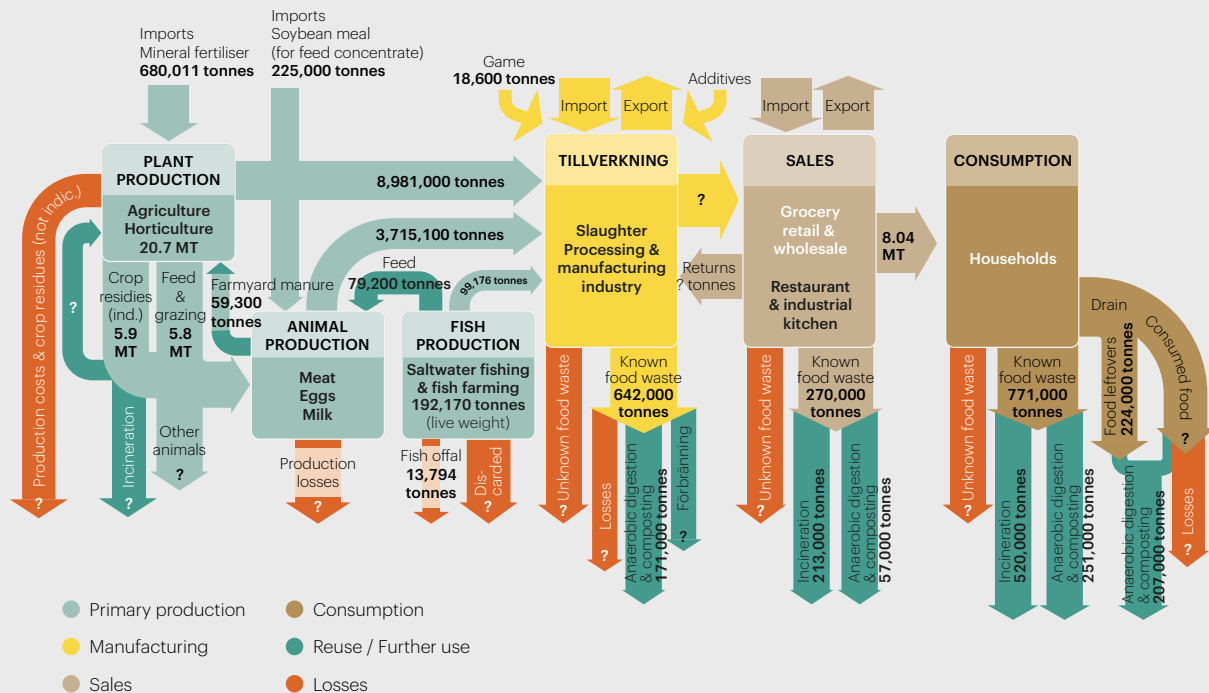 Imports
Mineral fertiliser
680,011 tonnes
Imports
Soybean meal
(for feed concentrate)
225,000 tonnes
Game
18,600 tonnes
Import
Export
Additives
Import
Export
PLANT
PRODUCTION
Agriculture
Horticulture
20.7 MT
8,981,000 tonnes
3,715,100 tonnes
TILLVERKNING
Slaughter
Processing &
manufacturing
industry
?
SALES
Grocery
retail &
wholesale
Restaurant
& industrial
kitchen
Returns
? tonnes
8.04
MT
CONSUMPTION
Households
Production costs & crop residues (not indic.)
?
?
Crop
residies
(ind.)
5.9
MT
Feed
&
grazing
5.8
MT
Farmyard manure
59,300
tonnes
Feed
79,200 tonnes
99,176 tonnes
ANIMAL
PRODUCTION
Meat
Eggs
Milk
FISH
PRODUCTION
Saltwater fishing
& fish farming
192,170 tonnes
(live weight)
Incineration
?
Other
animals
?
Production
losses
?
Fish offal
13,794
tonnes
Dis-
carded
?
Unknown food waste
?
Known
food waste
642,000
tonnes
Losses
?
Anaerobic digestion
& composting
171,000 tonnes
Förbränning
?
Unknown food waste
?
Known
food waste
270,000
tonnes
Incineration
213,000 tonnes
Anaerobic digestion
& composting
57,000 tonnes
Unknown food waste
?
Known
food waste
771,000
tonnes
Incineration
520,000 tonnes
Anaerobic digestion
& composting
251,000 tonnes
Drain
Food leftovers
224,000 tonnes
Consumed food
?
Anaerobic digestion
& composting
207,000 tonnes
Losses
?
Primary production
Manufacturing
Sales
Consumption
Reuse / Further use
Losses